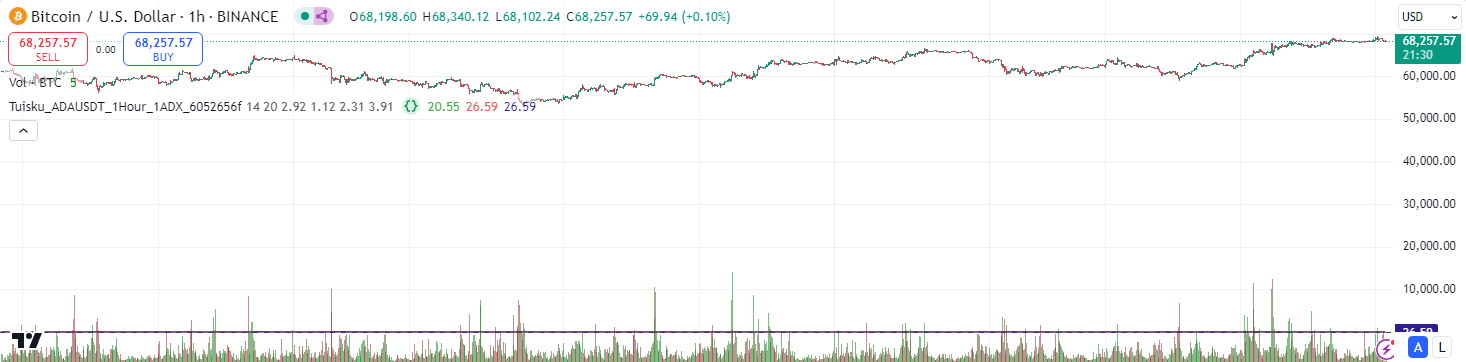 Bitcoin / U.S. Dollar · 1h · BINANCE O68,198.60 H68,340.12 L68,102.24 C68,257.57 +69.94 (+0.10%) USD
68,257.57 SELL 0.00 68,257.57 BUY
68,257.57
21:30
60,000.00
Vol · BTC 5
Tuisku_ADAUSDT_1Hour_1ADX_6052656f 14 20 2.92 1.12 2.31 3.91 20.55 26.59 26.59
50,000.00
40,000.00
30,000.00
20,000.00
10,000.00
26.59
A L